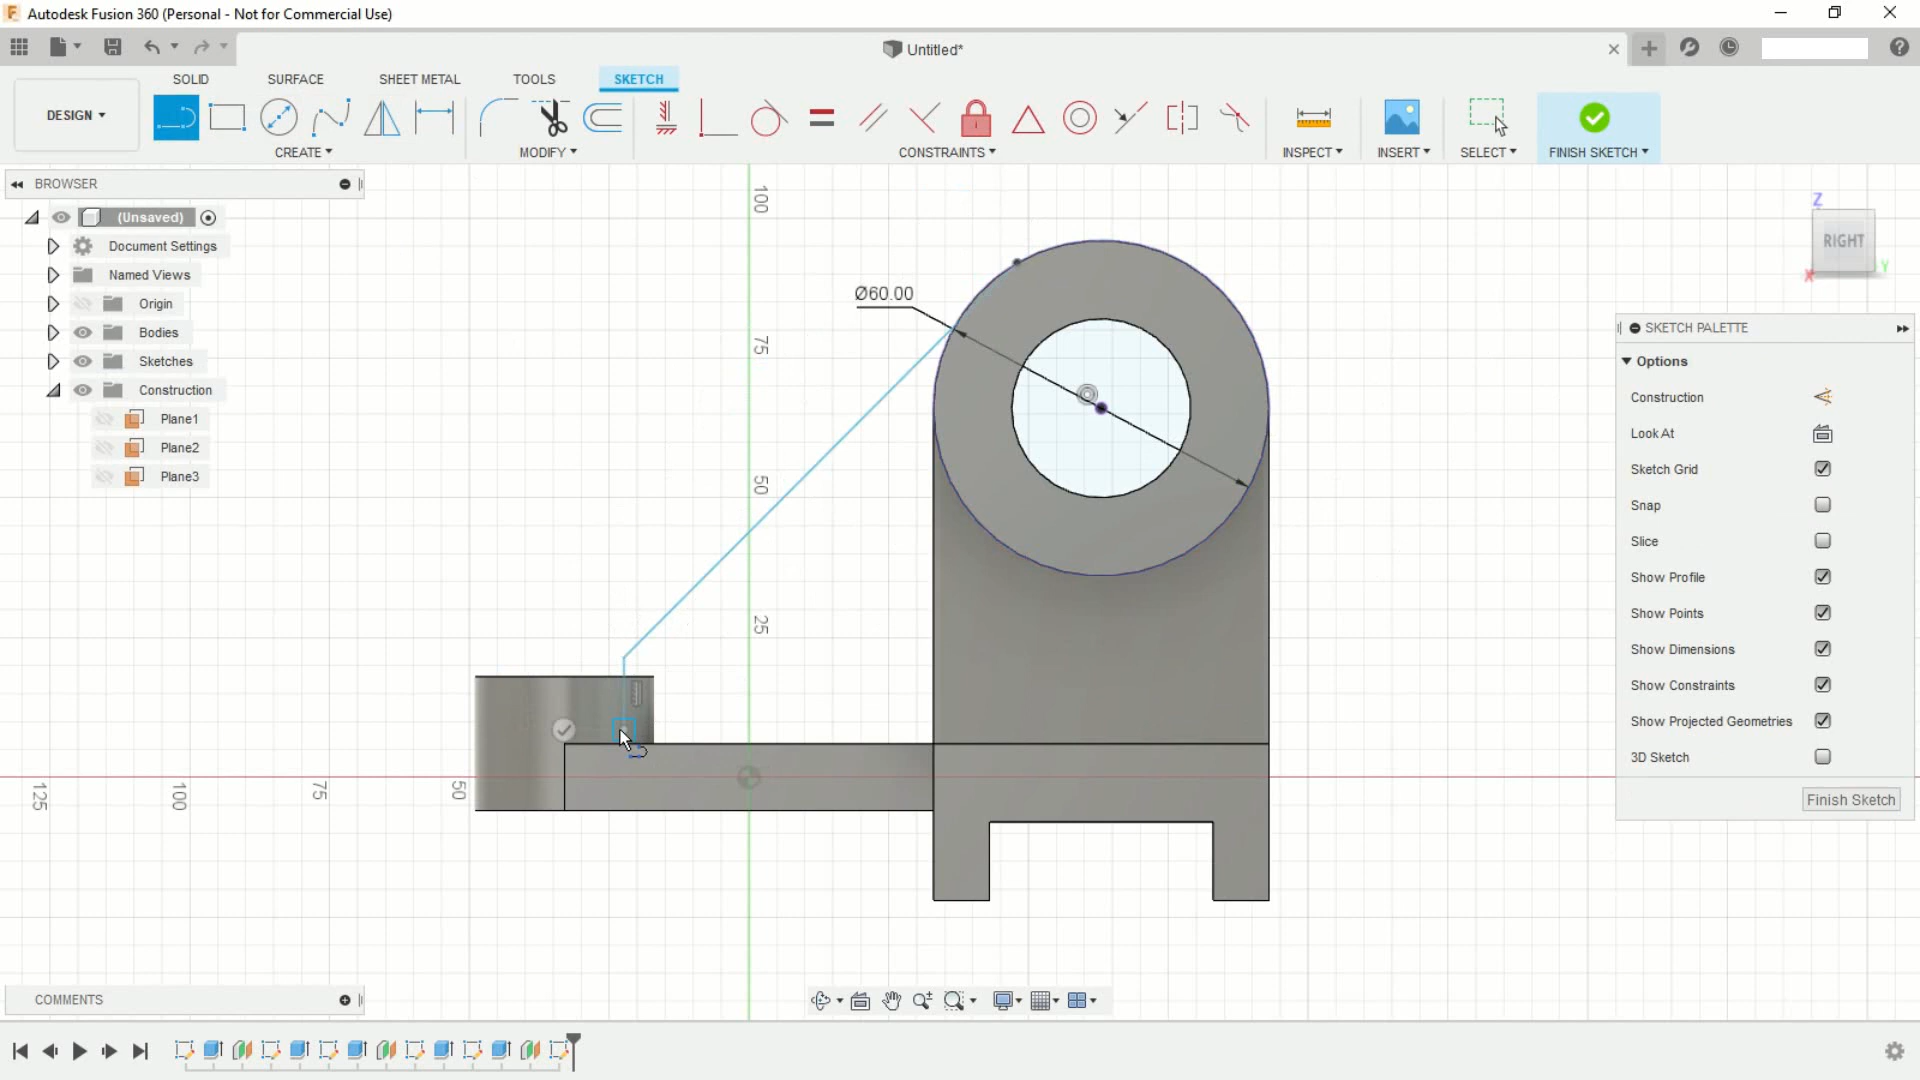 Autodesk Fusion 360 (Personal - Not for Commercial Use)
Untitled*
SOLID SURFACE SHEET METAL TOOLS SKETCH
DESIGN
CREATE MODIFY CONSTRAINTS INSPECT INSERT SELECT FINISH SKETCH
BROWSER
(Unsaved)
Document Settings
Named Views
Origin
Bodies
Sketches
Construction
Plane1
Plane2
Plane3
100
75
50
25
125
100
75
50
Ø60.00
Z
RIGHT
X
Y
SKETCH PALETTE
Options
Construction
Look At
Sketch Grid
Snap
Slice
Show Profile
Show Points
Show Dimensions
Show Constraints
Show Projected Geometries
3D Sketch
Finish Sketch
COMMENTS